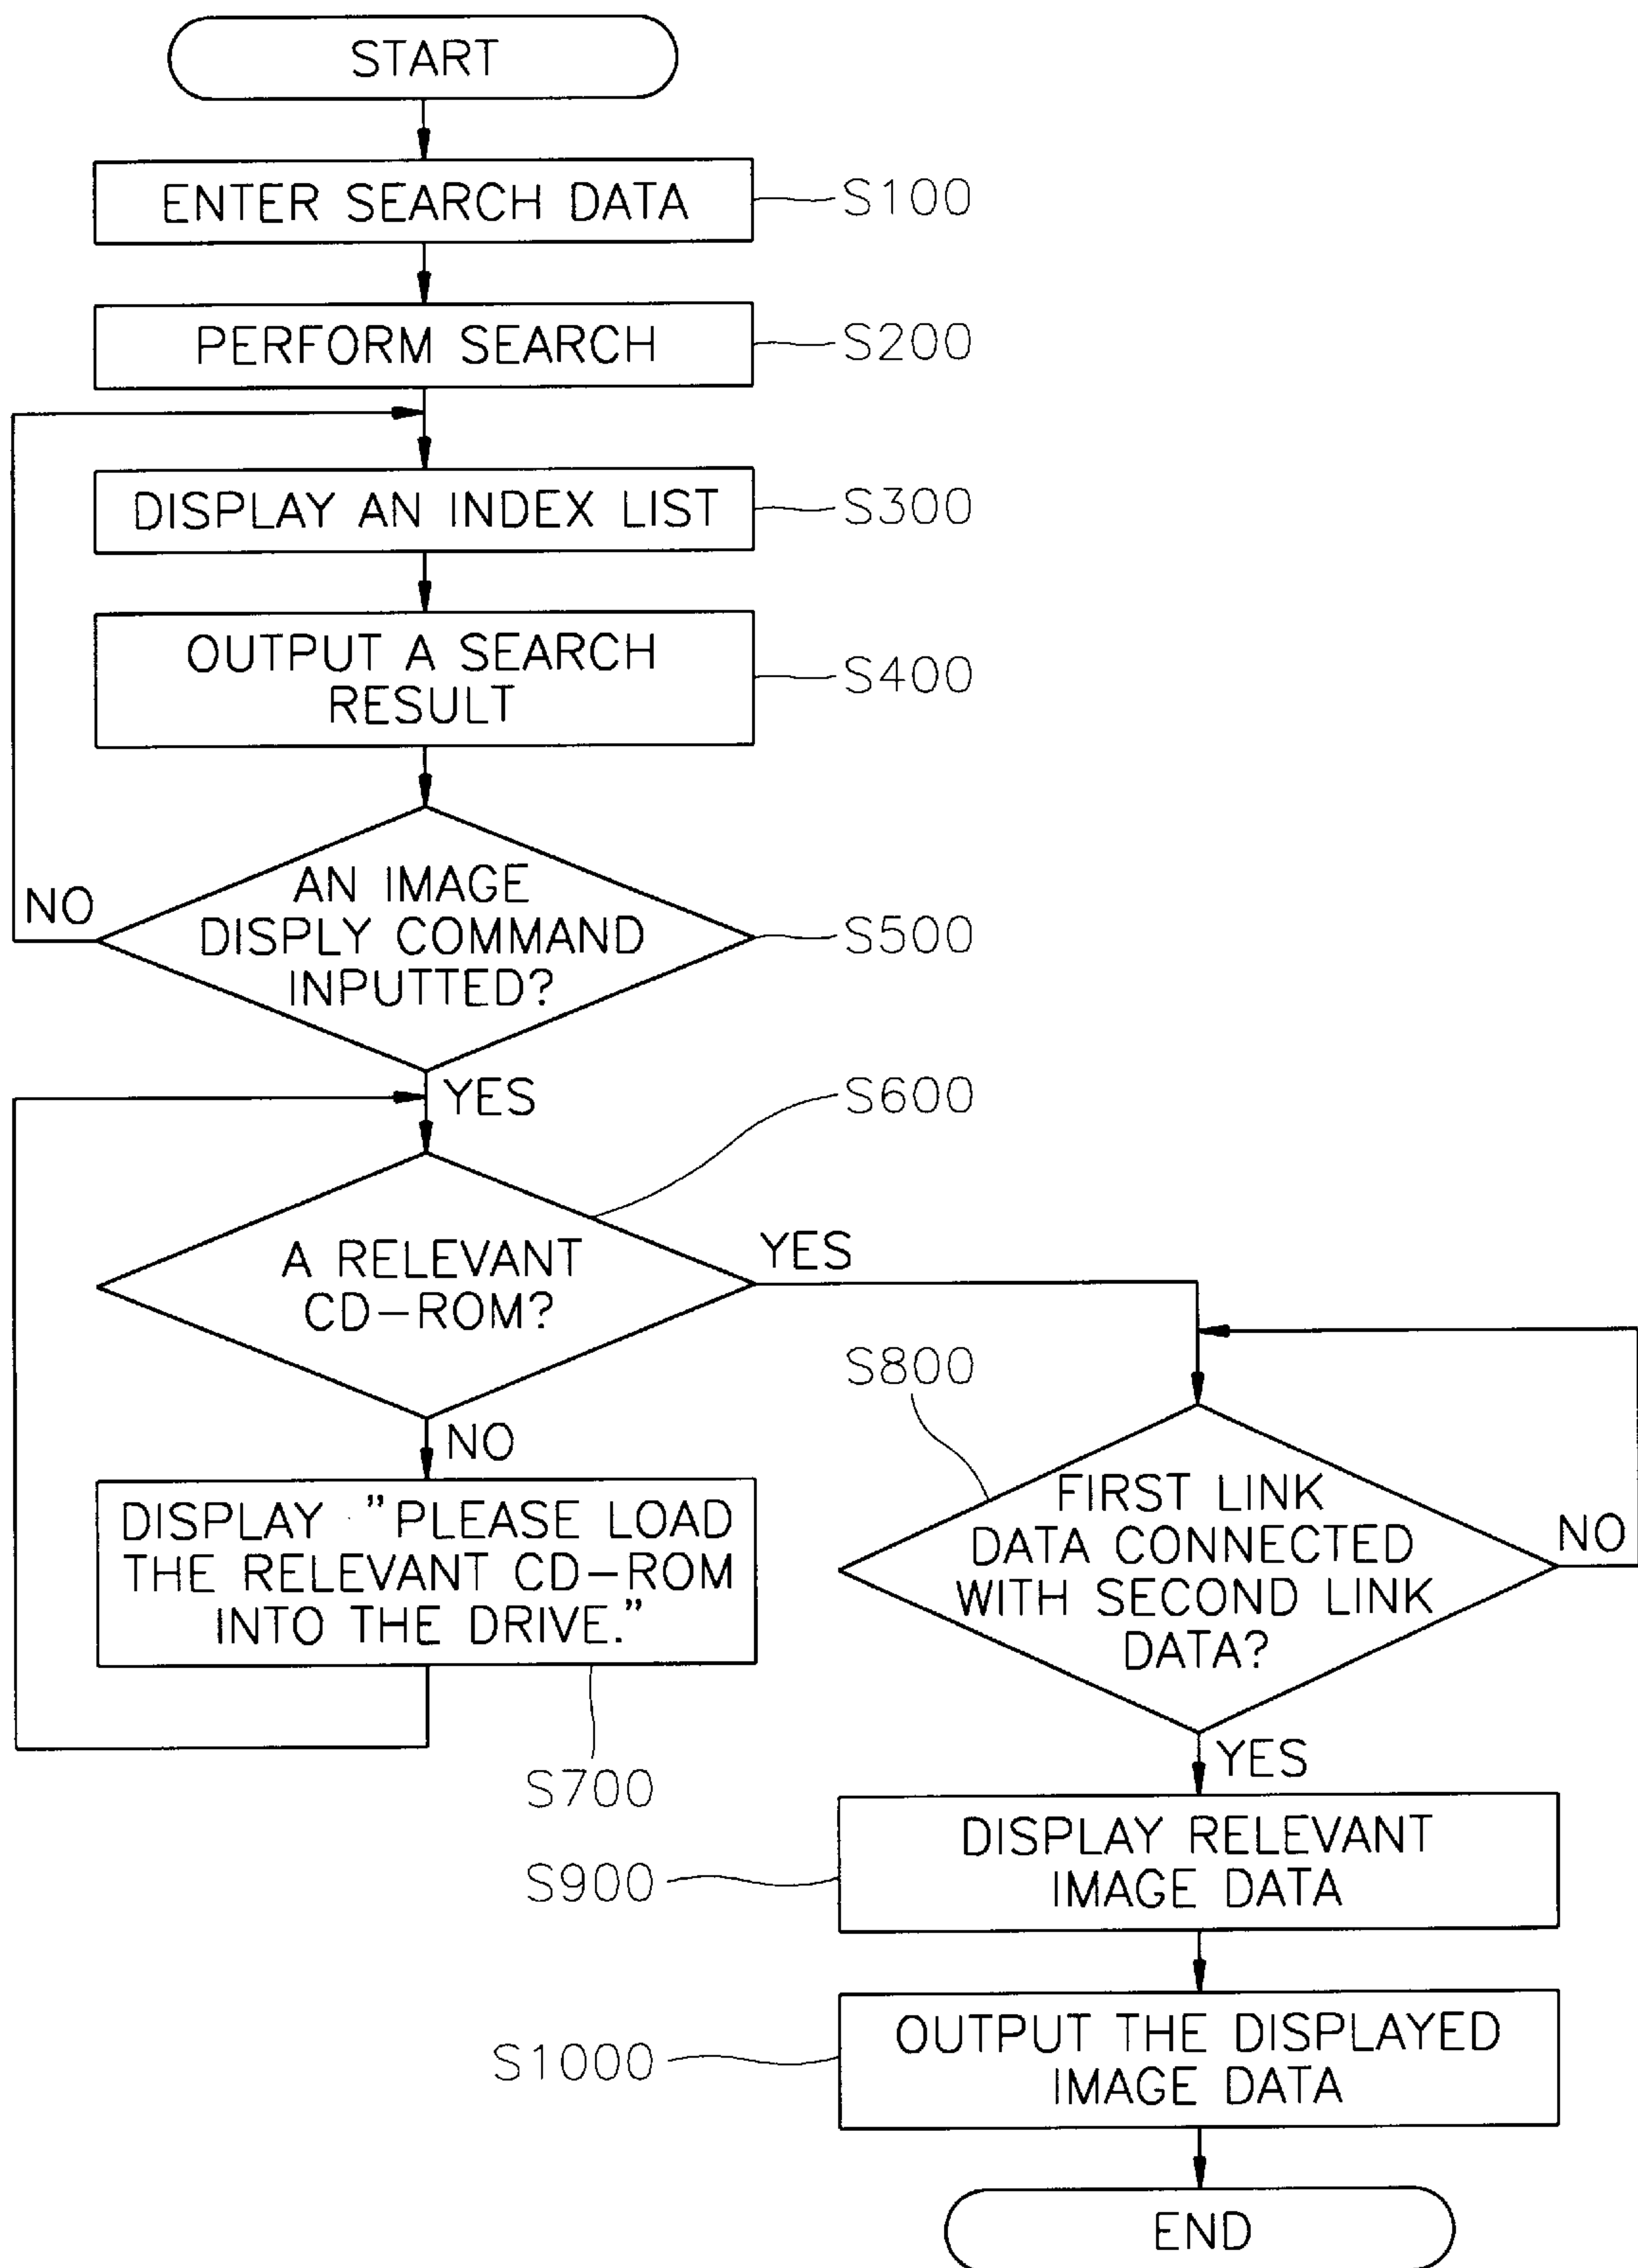 START
ENTER SEARCH DATA
S100
PERFORM SEARCH
S200
DISPLAY AN INDEX LIST
S300
OUTPUT A SEARCH
RESULT
S400
AN IMAGE
DISPLY COMMAND
INPUTTED?
S500
NO
YES
S600
A RELEVANT
CD-ROM?
YES
NO
DISPLAY "PLEASE LOAD
THE RELEVANT CD-ROM
INTO THE DRIVE."
S700
S800
FIRST LINK
DATA CONNECTED
WITH SECOND LINK
DATA?
NO
YES
DISPLAY RELEVANT
IMAGE DATA
S900
OUTPUT THE DISPLAYED
IMAGE DATA
S1000
END